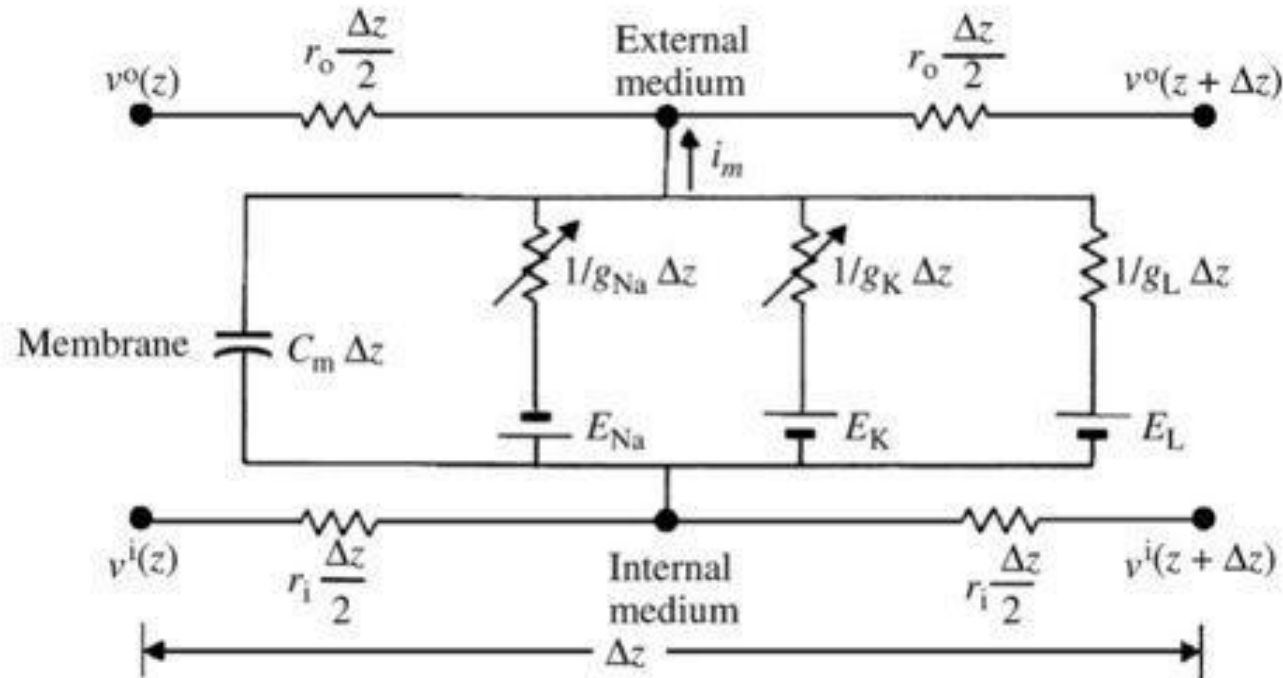 r_o Δz/2
External medium
r_o Δz/2
v^o(z)
v^o(z + Δz)
i_m
1/g_Na Δz
1/g_K Δz
1/g_L Δz
Membrane
C_m Δz
E_Na
E_K
E_L
v^i(z)
r_i Δz/2
Internal medium
r_i Δz/2
v^i(z + Δz)
Δz